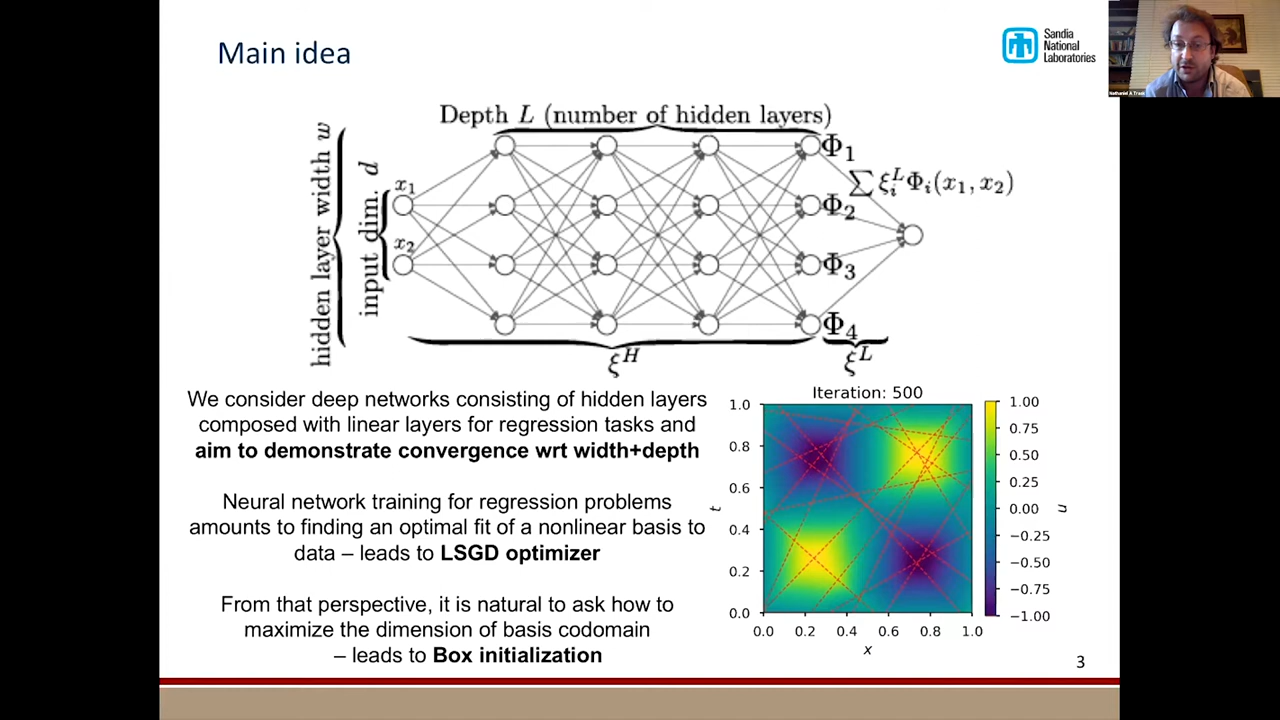 Main idea
Sandia
National
Laboratories
Nathaniel A Trask
Depth L (number of hidden layers)
hidden layer width w
input dim. d
x₁
x₂
Φ₁
Φ₂
Φ₃
Φ₄
∑ ξᵢᴸΦᵢ(x₁, x₂)
ξᴴ
ξᴸ
We consider deep networks consisting of hidden layers
composed with linear layers for regression tasks and
aim to demonstrate convergence wrt width+depth
Neural network training for regression problems
amounts to finding an optimal fit of a nonlinear basis to
data – leads to LSGD optimizer
From that perspective, it is natural to ask how to
maximize the dimension of basis codomain
– leads to Box initialization
Iteration: 500
1.0
0.8
0.6
0.4
0.2
0.0
t
0.0 0.2 0.4 0.6 0.8 1.0
x
1.00
0.75
0.50
0.25
0.00
−0.25
−0.50
−0.75
−1.00
u
3